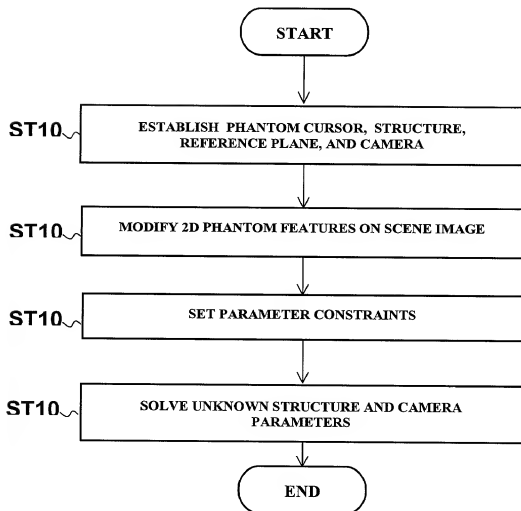 START
ST10
ESTABLISH PHANTOM CURSOR, STRUCTURE,
REFERENCE PLANE, AND CAMERA
ST10
MODIFY 2D PHANTOM FEATURES ON SCENE IMAGE
ST10
SET PARAMETER CONSTRAINTS
ST10
SOLVE UNKNOWN STRUCTURE AND CAMERA
PARAMETERS
END